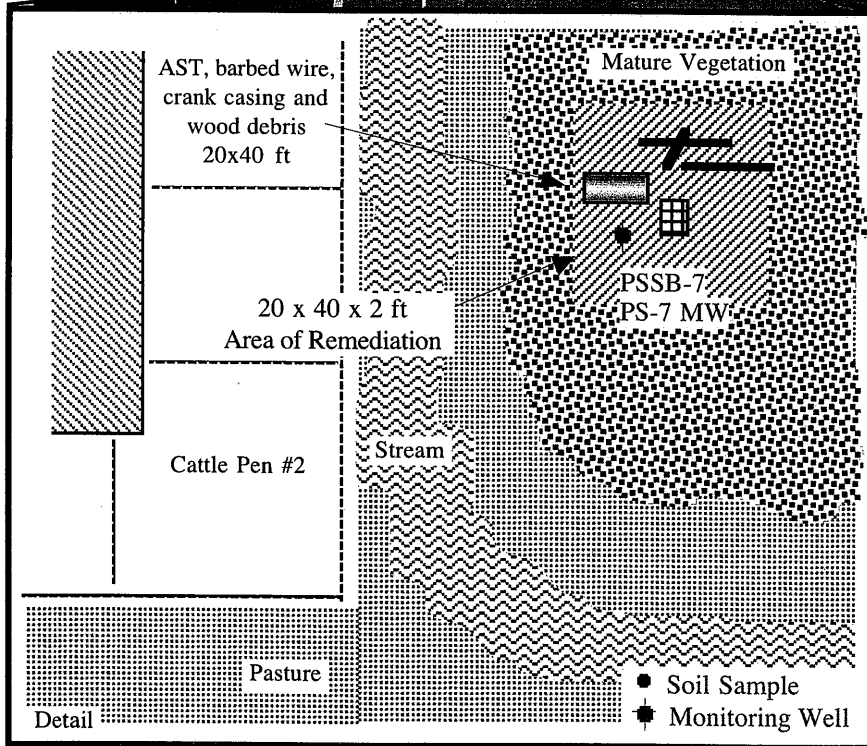 AST, barbed wire,
crank casing and
wood debris
20x40 ft
Mature Vegetation
20 x 40 x 2 ft
Area of Remediation
PSSB-7
PS-7 MW
Stream
Cattle Pen #2
Pasture
Detail
Soil Sample
Monitoring Well